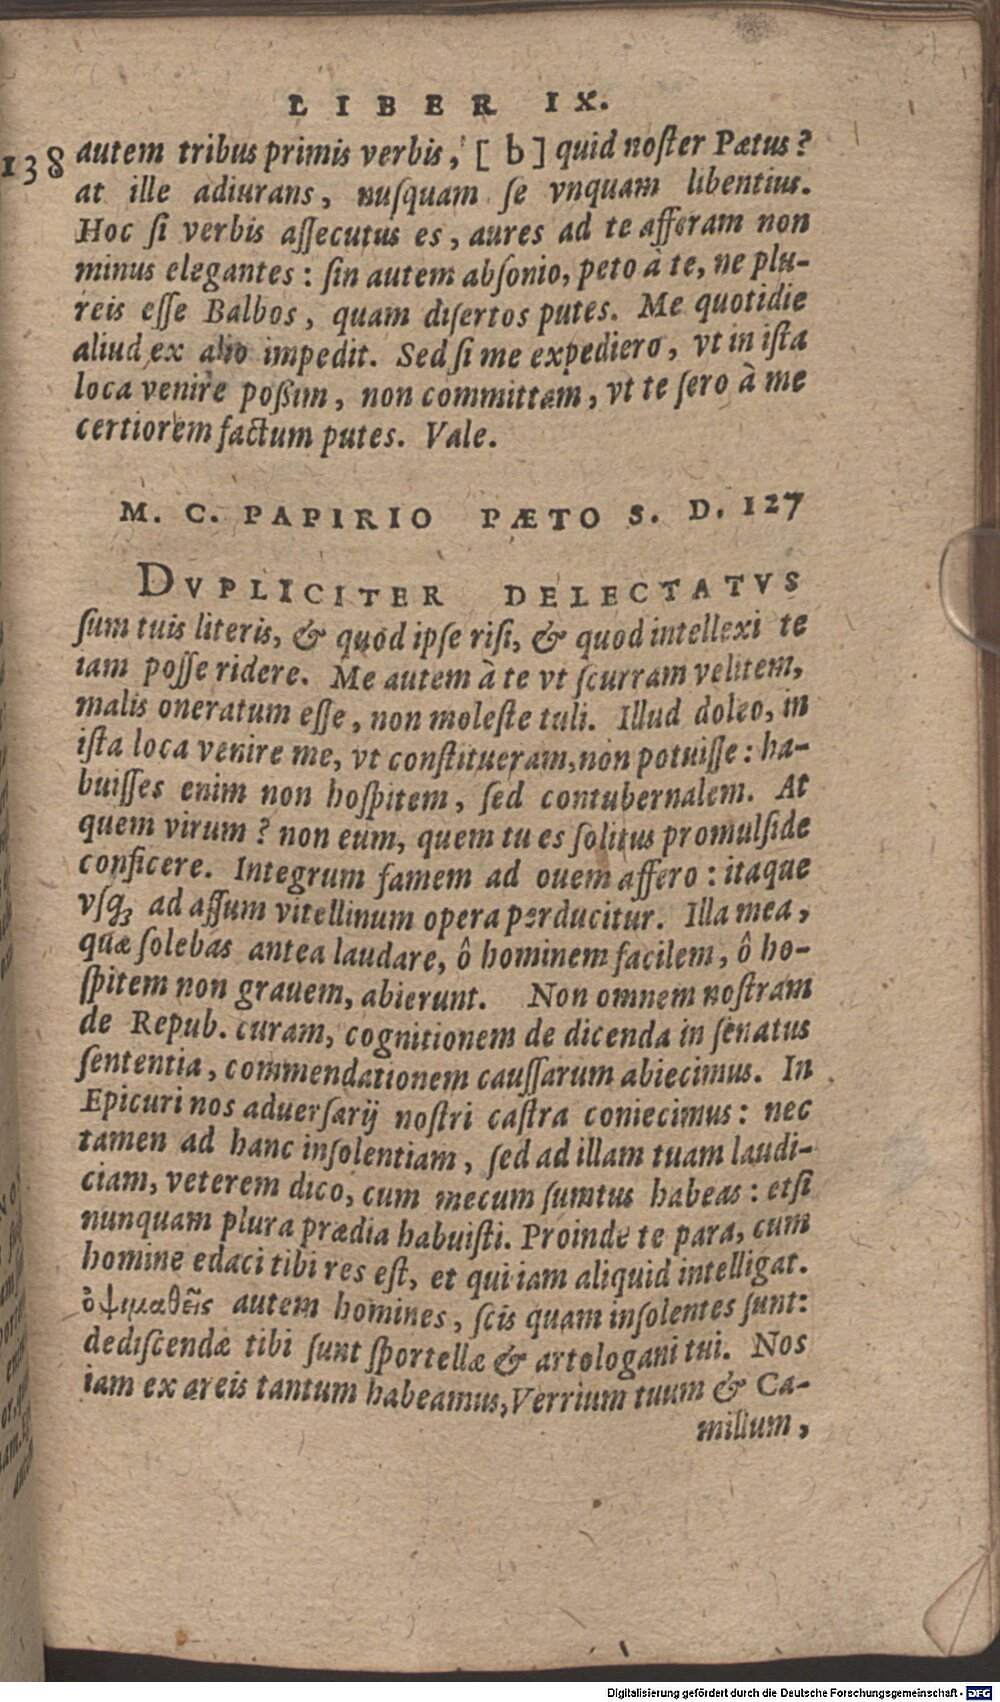 LIBER IX.
138 autem tribus primis verbis, [ b ] quid noſter Pætus?
at ille adiurans, nuſquam ſe vnquam libentius.
Hoc ſi verbis aſſecutus es, aures ad te afferam non
minus elegantes: ſin autem abſonio, peto à te, ne plu-
reis eſſe Balbos, quam diſertos putes. Me quotidie
aliud ex alio impedit. Sed ſi me expediero, vt in iſta
loca venire poßim, non committam, vt te ſero à me
certiorem factum putes. Vale.
M. C. PAPIRIO PÆTO S. D. 127
DVPLICITER DELECTATVS
ſum tuis literis, & quòd ipſe riſi, & quod intellexi te
iam poſſe ridere. Me autem à te vt ſcurram velitem,
malis oneratum eſſe, non moleſte tuli. Illud doleo, in
iſta loca venire me, vt conſtitueram, non potuiſſe: ha-
buiſſes enim non hoſpitem, ſed contubernalem. At
quem virum? non eum, quem tu es ſolitus promulſide
conficere. Integrum famem ad ouem affero: itaque
vſq; ad aſſum vitellinum opera perducitur. Illa mea,
quæ ſolebas antea laudare, ô hominem facilem, ô ho-
ſpitem non grauem, abierunt. Non omnem noſtram
de Repub. curam, cognitionem de dicenda in ſenatus
ſententia, commendationem cauſſarum abiecimus. In
Epicuri nos aduerſarij noſtri caſtra coniecimus: nec
tamen ad hanc inſolentiam, ſed ad illam tuam laudi-
ciam, veterem dico, cum mecum ſumtus habeas: etſi
nunquam plura prædia habuiſti. Proinde te para, cum
homine edaci tibi res eſt, et qui iam aliquid intelligat.
ὀψιμαθεῖς autem homines, ſcis quam inſolentes ſunt:
dediſcendæ tibi ſunt ſportellæ & artologani tui. Nos
iam ex areis tantum habeamus, Verrium tuum & Ca-
millum,
Digitalisierung gefördert durch die Deutsche Forschungsgemeinschaft - DFG